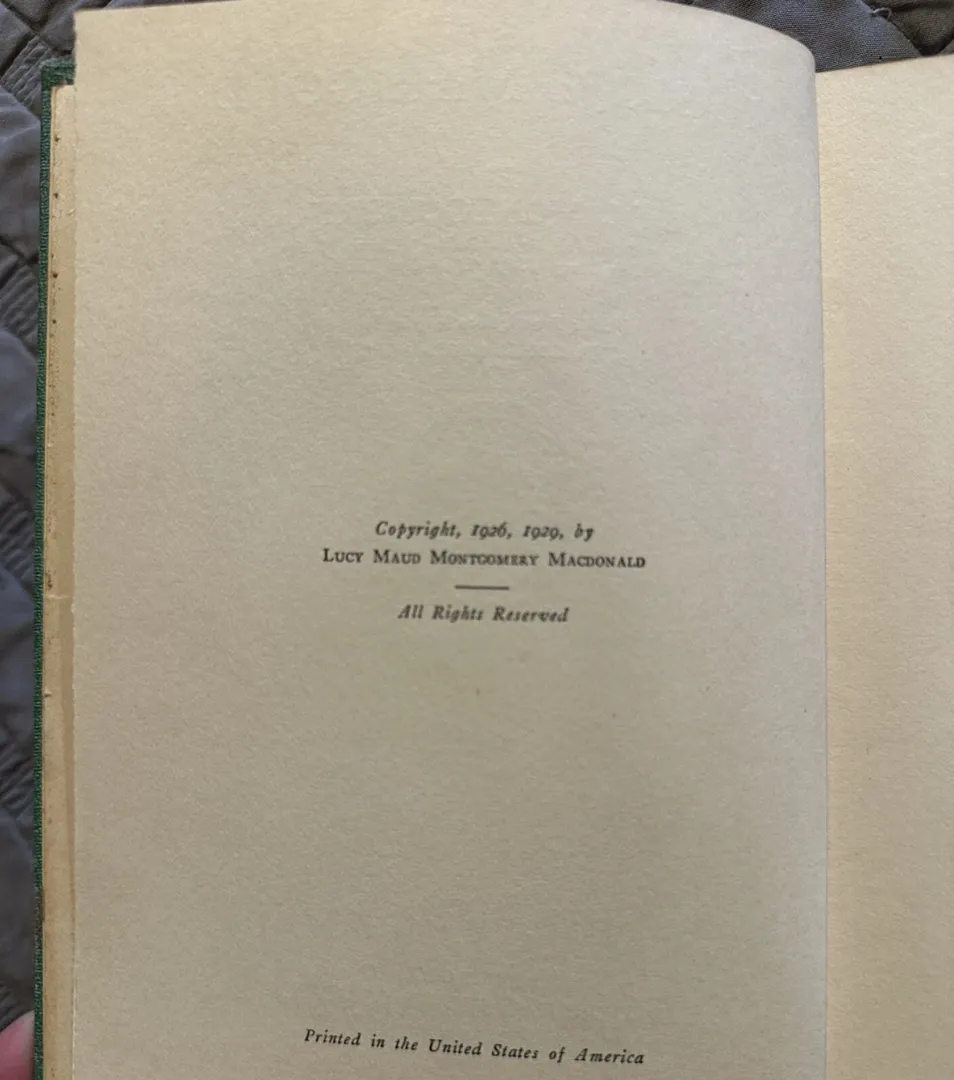 Copyright, 1926, 1929, by
LUCY MAUD MONTGOMERY MACDONALD
All Rights Reserved
Printed in the United States of America